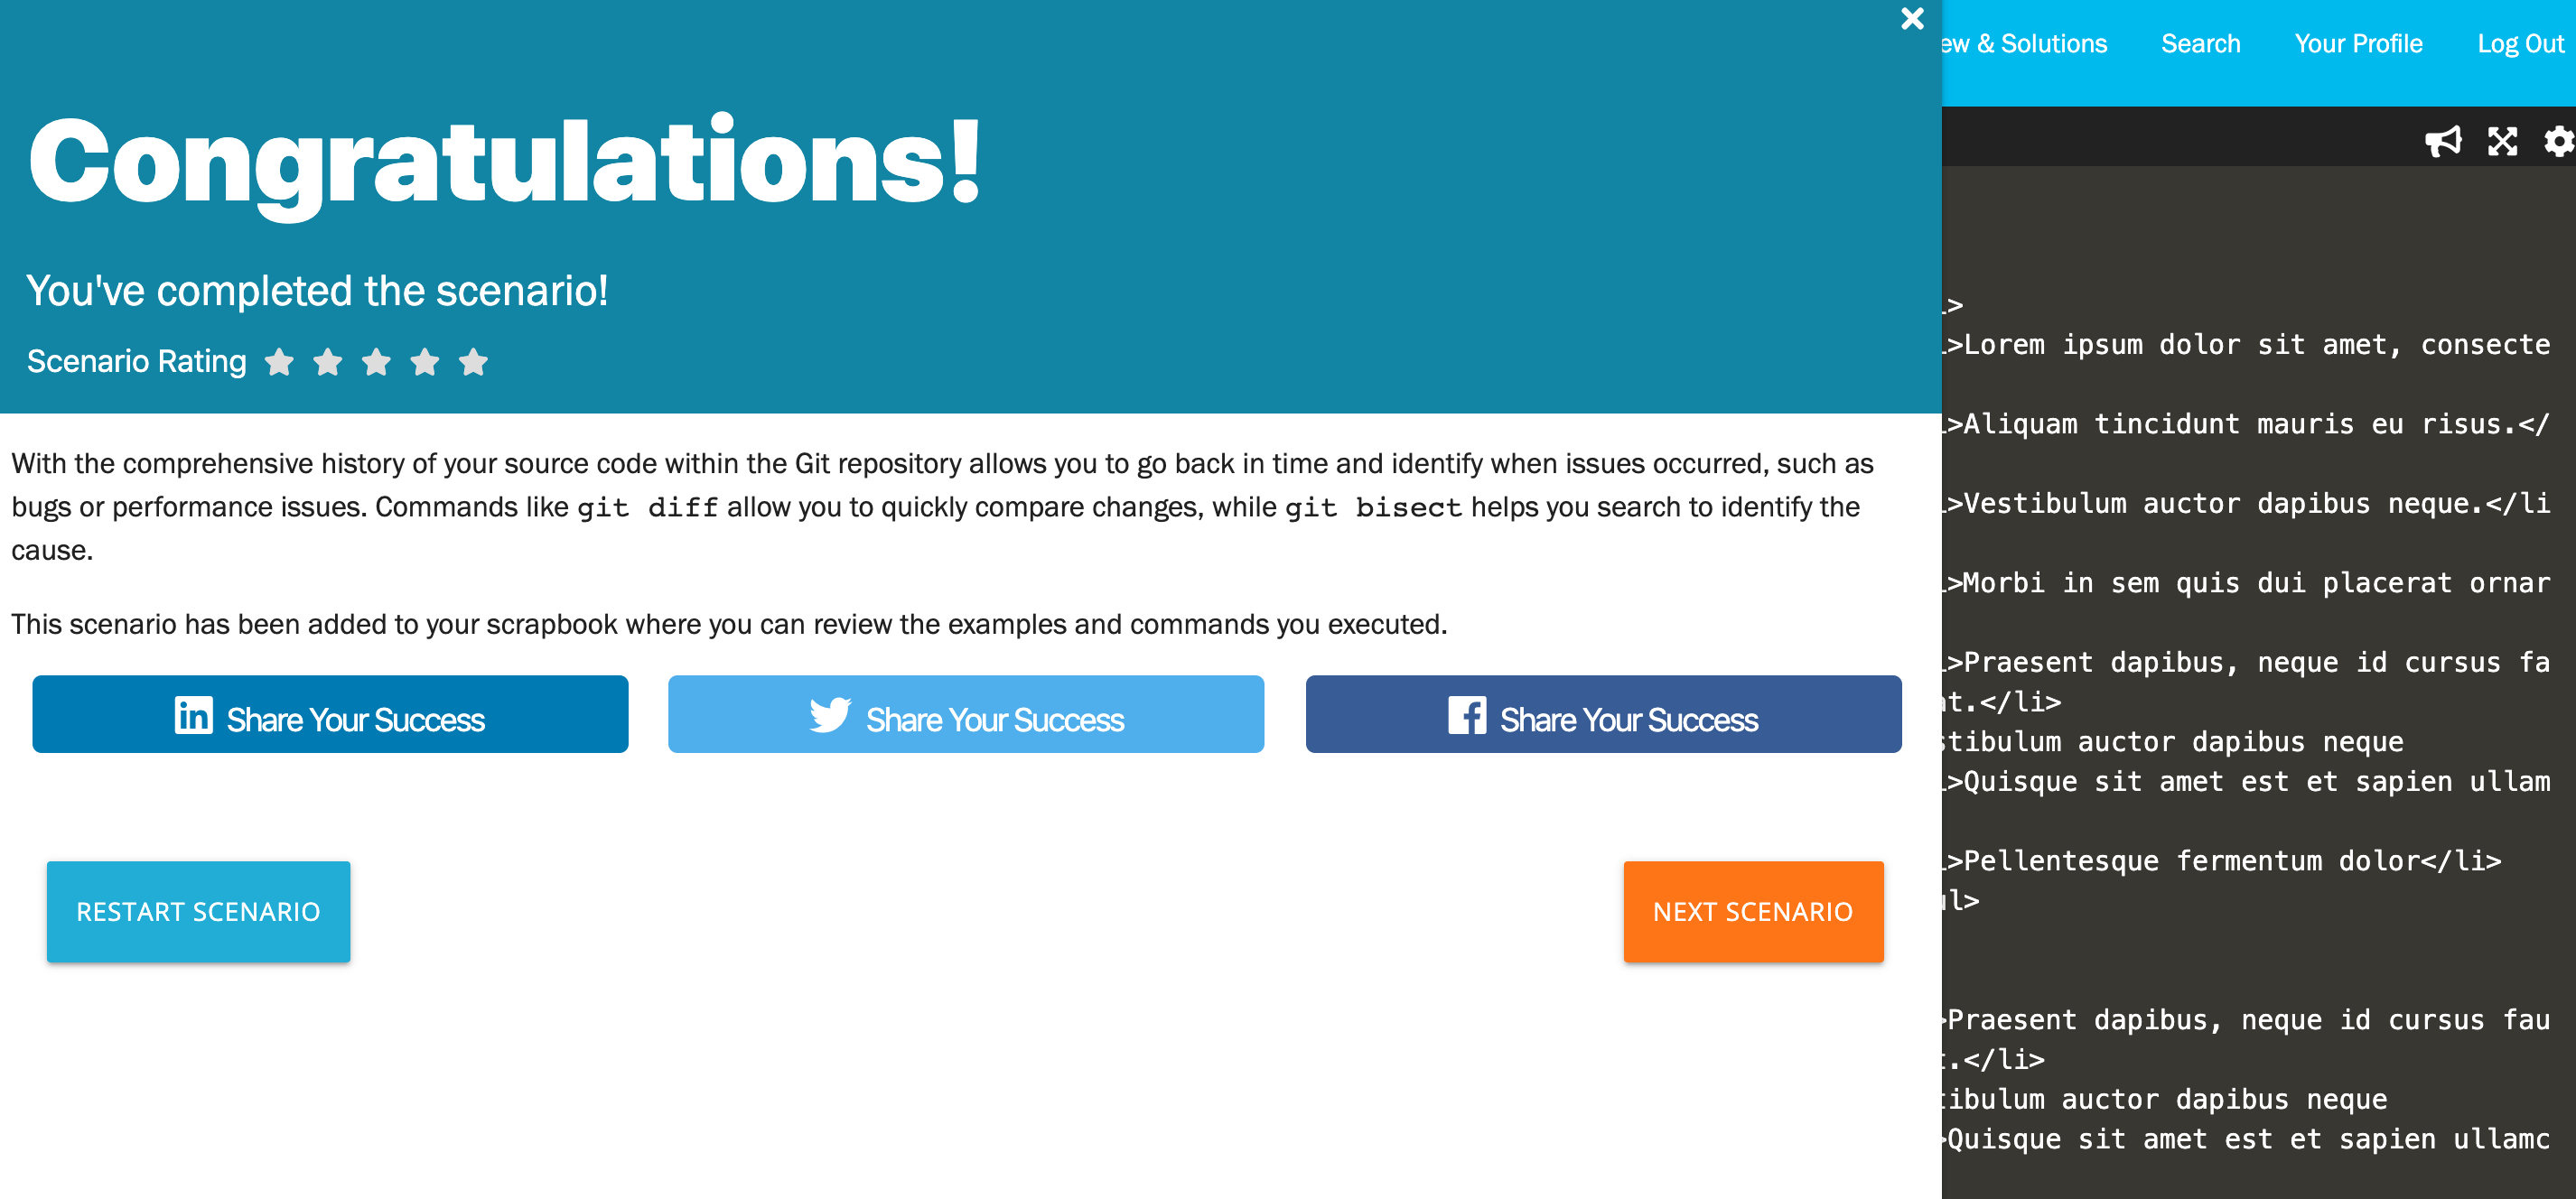 ew & Solutions Search Your Profile Log Out
Congratulations!
You've completed the scenario!
Scenario Rating
With the comprehensive history of your source code within the Git repository allows you to go back in time and identify when issues occurred, such as
bugs or performance issues. Commands like git diff allow you to quickly compare changes, while git bisect helps you search to identify the
cause.
This scenario has been added to your scrapbook where you can review the examples and commands you executed.
Share Your Success
Share Your Success
Share Your Success
RESTART SCENARIO
NEXT SCENARIO
>
>Lorem ipsum dolor sit amet, consecte
>Aliquam tincidunt mauris eu risus.</
>Vestibulum auctor dapibus neque.</li
>Morbi in sem quis dui placerat ornar
>Praesent dapibus, neque id cursus fa
t.</li>
tibulum auctor dapibus neque
>Quisque sit amet est et sapien ullam
>Pellentesque fermentum dolor</li>
l>
>Praesent dapibus, neque id cursus fau
.</li>
ibulum auctor dapibus neque
>Quisque sit amet est et sapien ullamc